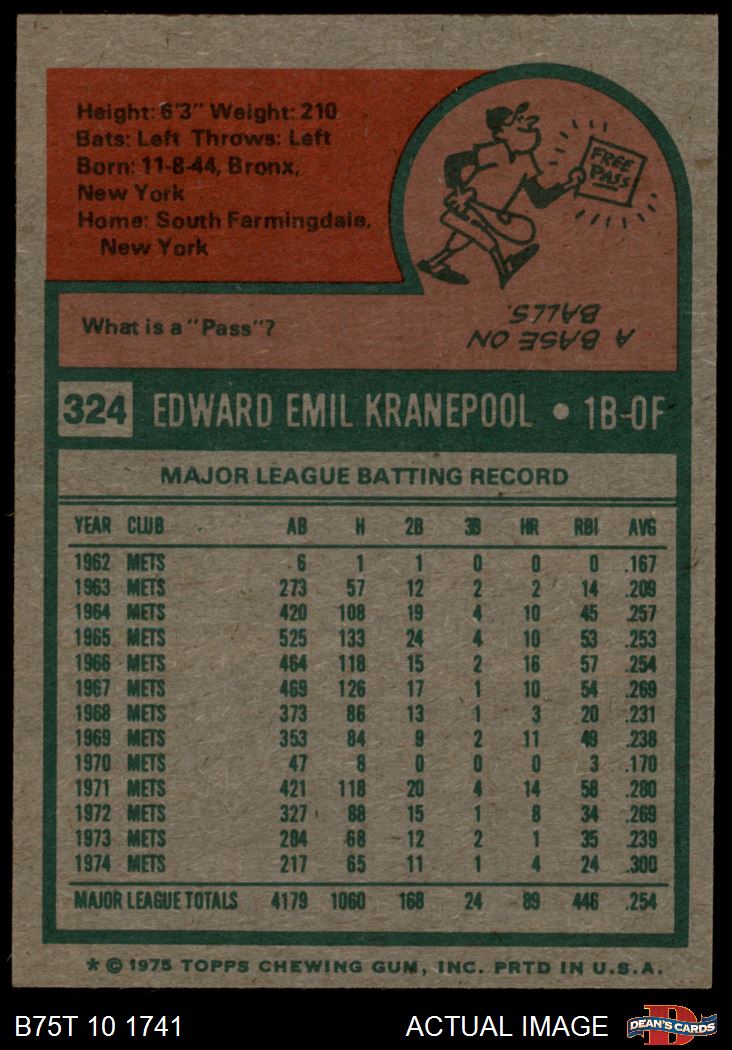 Height: 6'3" Weight: 210
Bats: Left Throws: Left
Born: 11-8-44, Bronx,
New York
Home: South Farmingdale,
New York
FREE
PASS
What is a "Pass"?
A BASE ON
BALLS.
324 EDWARD EMIL KRANEPOOL • 1B-OF
MAJOR LEAGUE BATTING RECORD
YEAR CLUB AB H 2B 3B HR RBI AVG
1962 METS 6 1 1 0 0 0 .167
1963 METS 273 57 12 2 2 14 .209
1964 METS 420 108 19 4 10 45 .257
1965 METS 525 133 24 4 10 53 .253
1966 METS 464 118 15 2 16 57 .254
1967 METS 469 126 17 1 10 54 .269
1968 METS 373 86 13 1 3 20 .231
1969 METS 353 84 9 2 11 49 .238
1970 METS 47 8 0 0 0 3 .170
1971 METS 421 118 20 4 14 58 .280
1972 METS 327 88 15 1 8 34 .269
1973 METS 284 68 12 2 1 35 .239
1974 METS 217 65 11 1 4 24 .300
MAJOR LEAGUE TOTALS 4179 1060 168 24 89 446 .254
* © 1975 TOPPS CHEWING GUM, INC. PRTD IN U.S.A.
B75T 10 1741 ACTUAL IMAGE DEAN'S CARDS